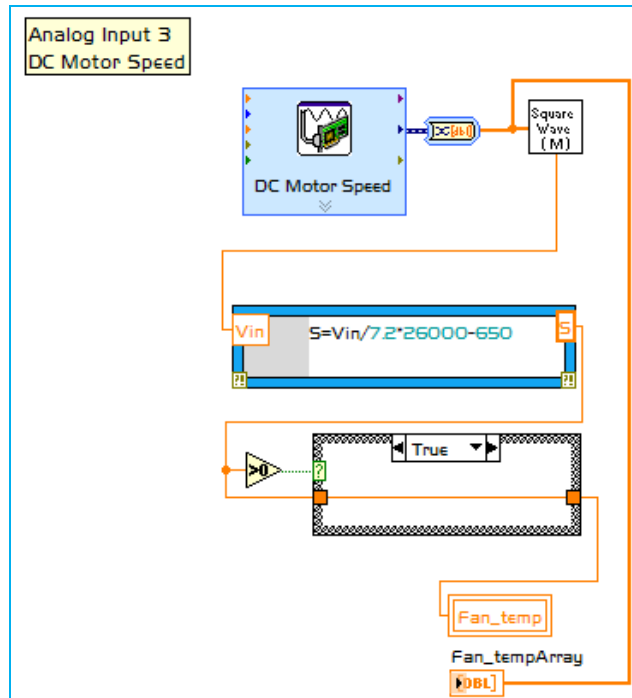 Analog Input 3
DC Motor Speed
Square
Wave
(M)
[ab]
DC Motor Speed
Vin
S=Vin/7.2*26000-650
S
?!
?!
True
>0
?
Fan_temp
Fan_tempArray
DBL]